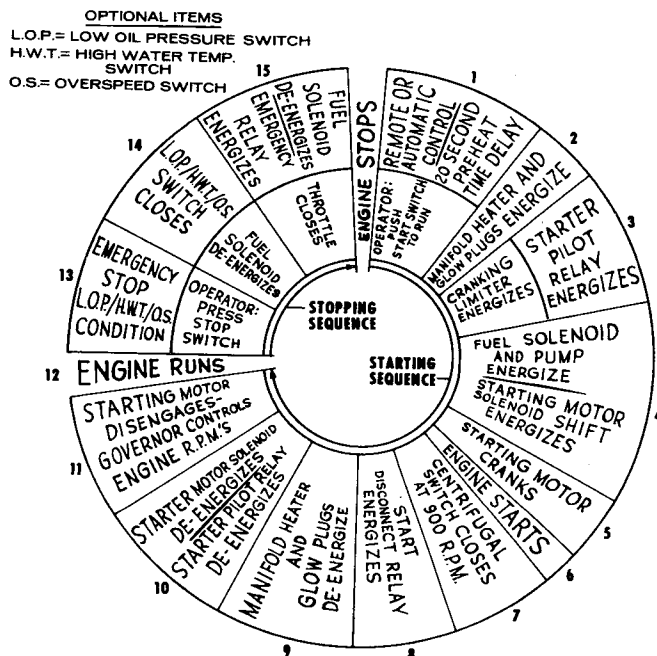 OPTIONAL ITEMS
L.O.P.= LOW OIL PRESSURE SWITCH
H.W.T.= HIGH WATER TEMP.
SWITCH
O.S.= OVERSPEED SWITCH
ENGINE STOPS
1
REMOTE OR
AUTOMATIC
CONTROL
20 SECOND
PREHEAT
TIME DELAY
OPERATOR:
PUSH
START SWITCH
TO RUN
2
MANIFOLD HEATER AND
GLOW PLUGS ENERGIZE
3
STARTER
PILOT
RELAY
ENERGIZES
CRANKING
LIMITER
ENERGIZES
4
FUEL SOLENOID
AND PUMP
ENERGIZE
STARTING MOTOR
SOLENOID SHIFT
ENERGIZES
5
STARTING MOTOR
CRANKS
6
ENGINE STARTS
7
CENTRIFUGAL
SWITCH CLOSES
AT 900 R.P.M.
8
START
DISCONNECT RELAY
ENERGIZES
9
MANIFOLD HEATER
AND
GLOW PLUGS
DE-ENERGIZE
10
STARTER MOTOR SOLENOID
DE-ENERGIZES
STARTER PILOT RELAY
DE-ENERGIZES
11
STARTING MOTOR
DISENGAGES-
GOVERNOR CONTROLS
ENGINE R.P.M.'S
12
ENGINE RUNS
13
EMERGENCY
STOP
L.O.P./H.W.T./O.S.
CONDITION
OPERATOR:
PRESS
STOP
SWITCH
14
L.O.P./H.W.T./O.S.
SWITCH
CLOSES
FUEL
SOLENOID
DE-ENERGIZES
15
FUEL
SOLENOID
DE-ENERGIZES
EMERGENCY
RELAY
ENERGIZES
THROTTLE
CLOSES
STOPPING
SEQUENCE
STARTING
SEQUENCE